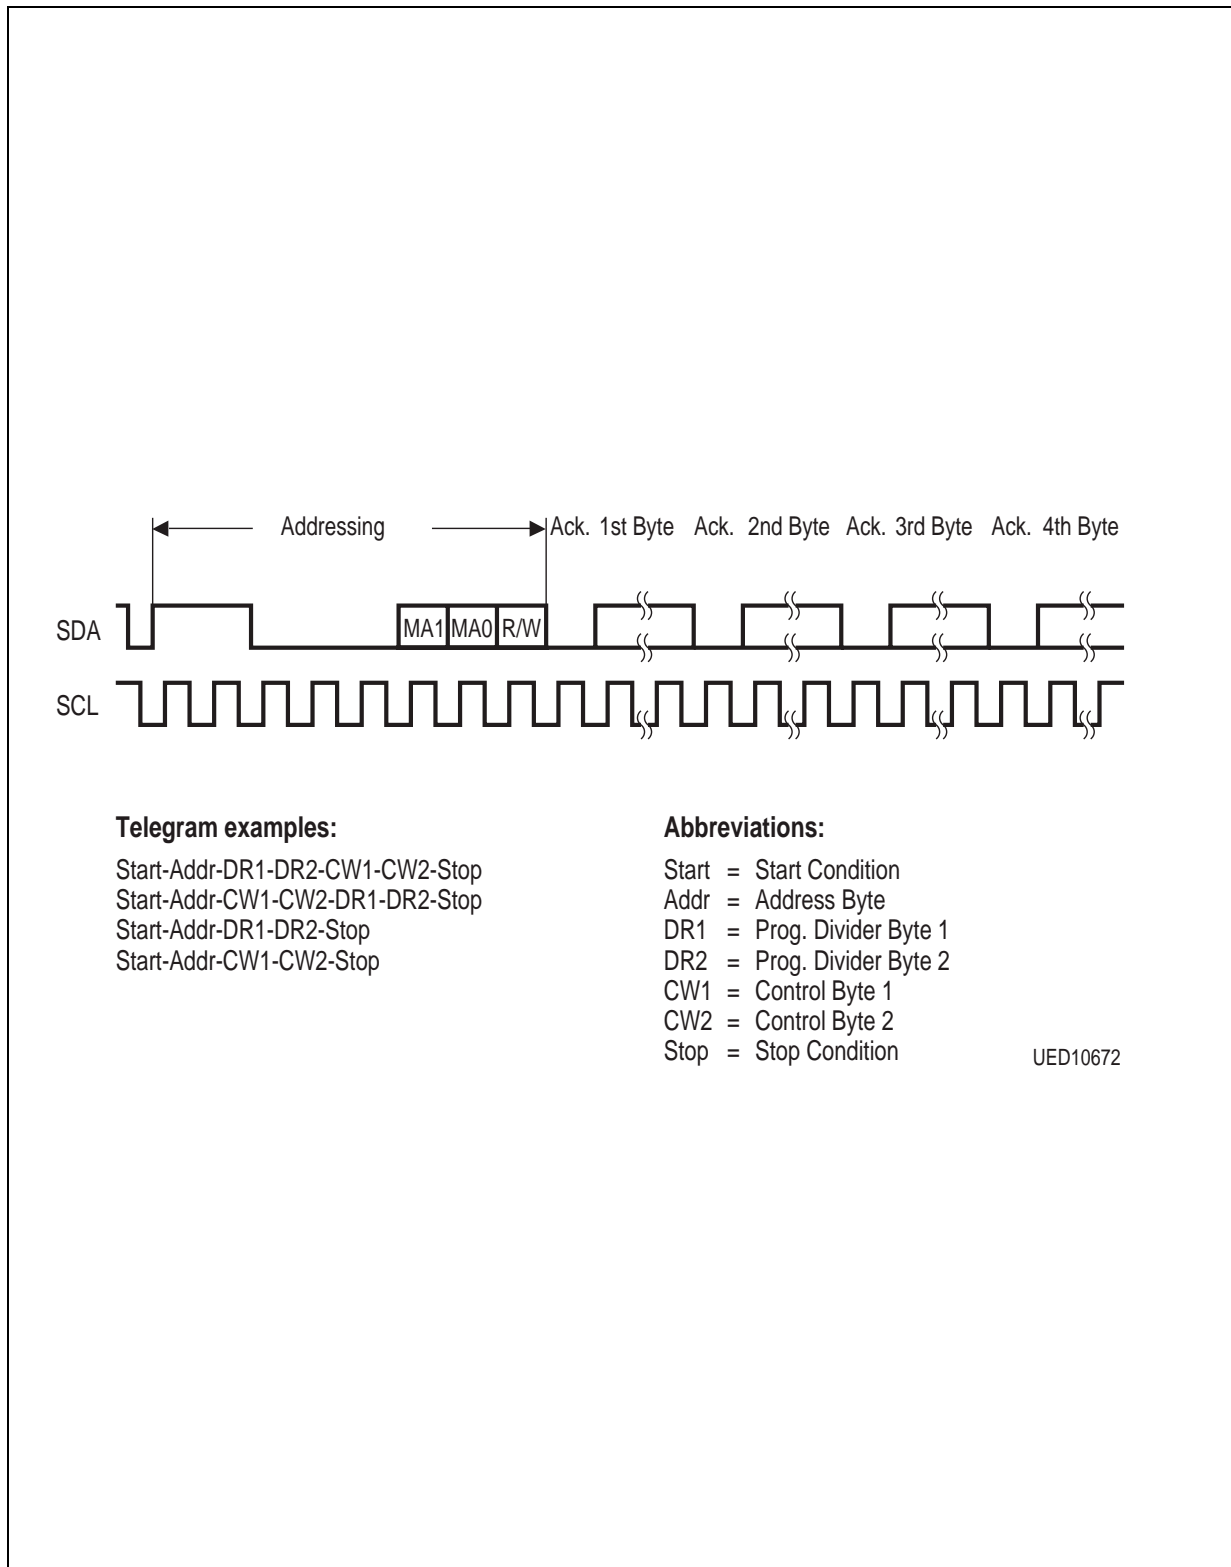 Addressing Ack. 1st Byte Ack. 2nd Byte Ack. 3rd Byte Ack. 4th Byte
SDA MA1 MA0 R/W
SCL
Telegram examples:
Start-Addr-DR1-DR2-CW1-CW2-Stop
Start-Addr-CW1-CW2-DR1-DR2-Stop
Start-Addr-DR1-DR2-Stop
Start-Addr-CW1-CW2-Stop
Abbreviations:
Start = Start Condition
Addr = Address Byte
DR1 = Prog. Divider Byte 1
DR2 = Prog. Divider Byte 2
CW1 = Control Byte 1
CW2 = Control Byte 2
Stop = Stop Condition
UED10672